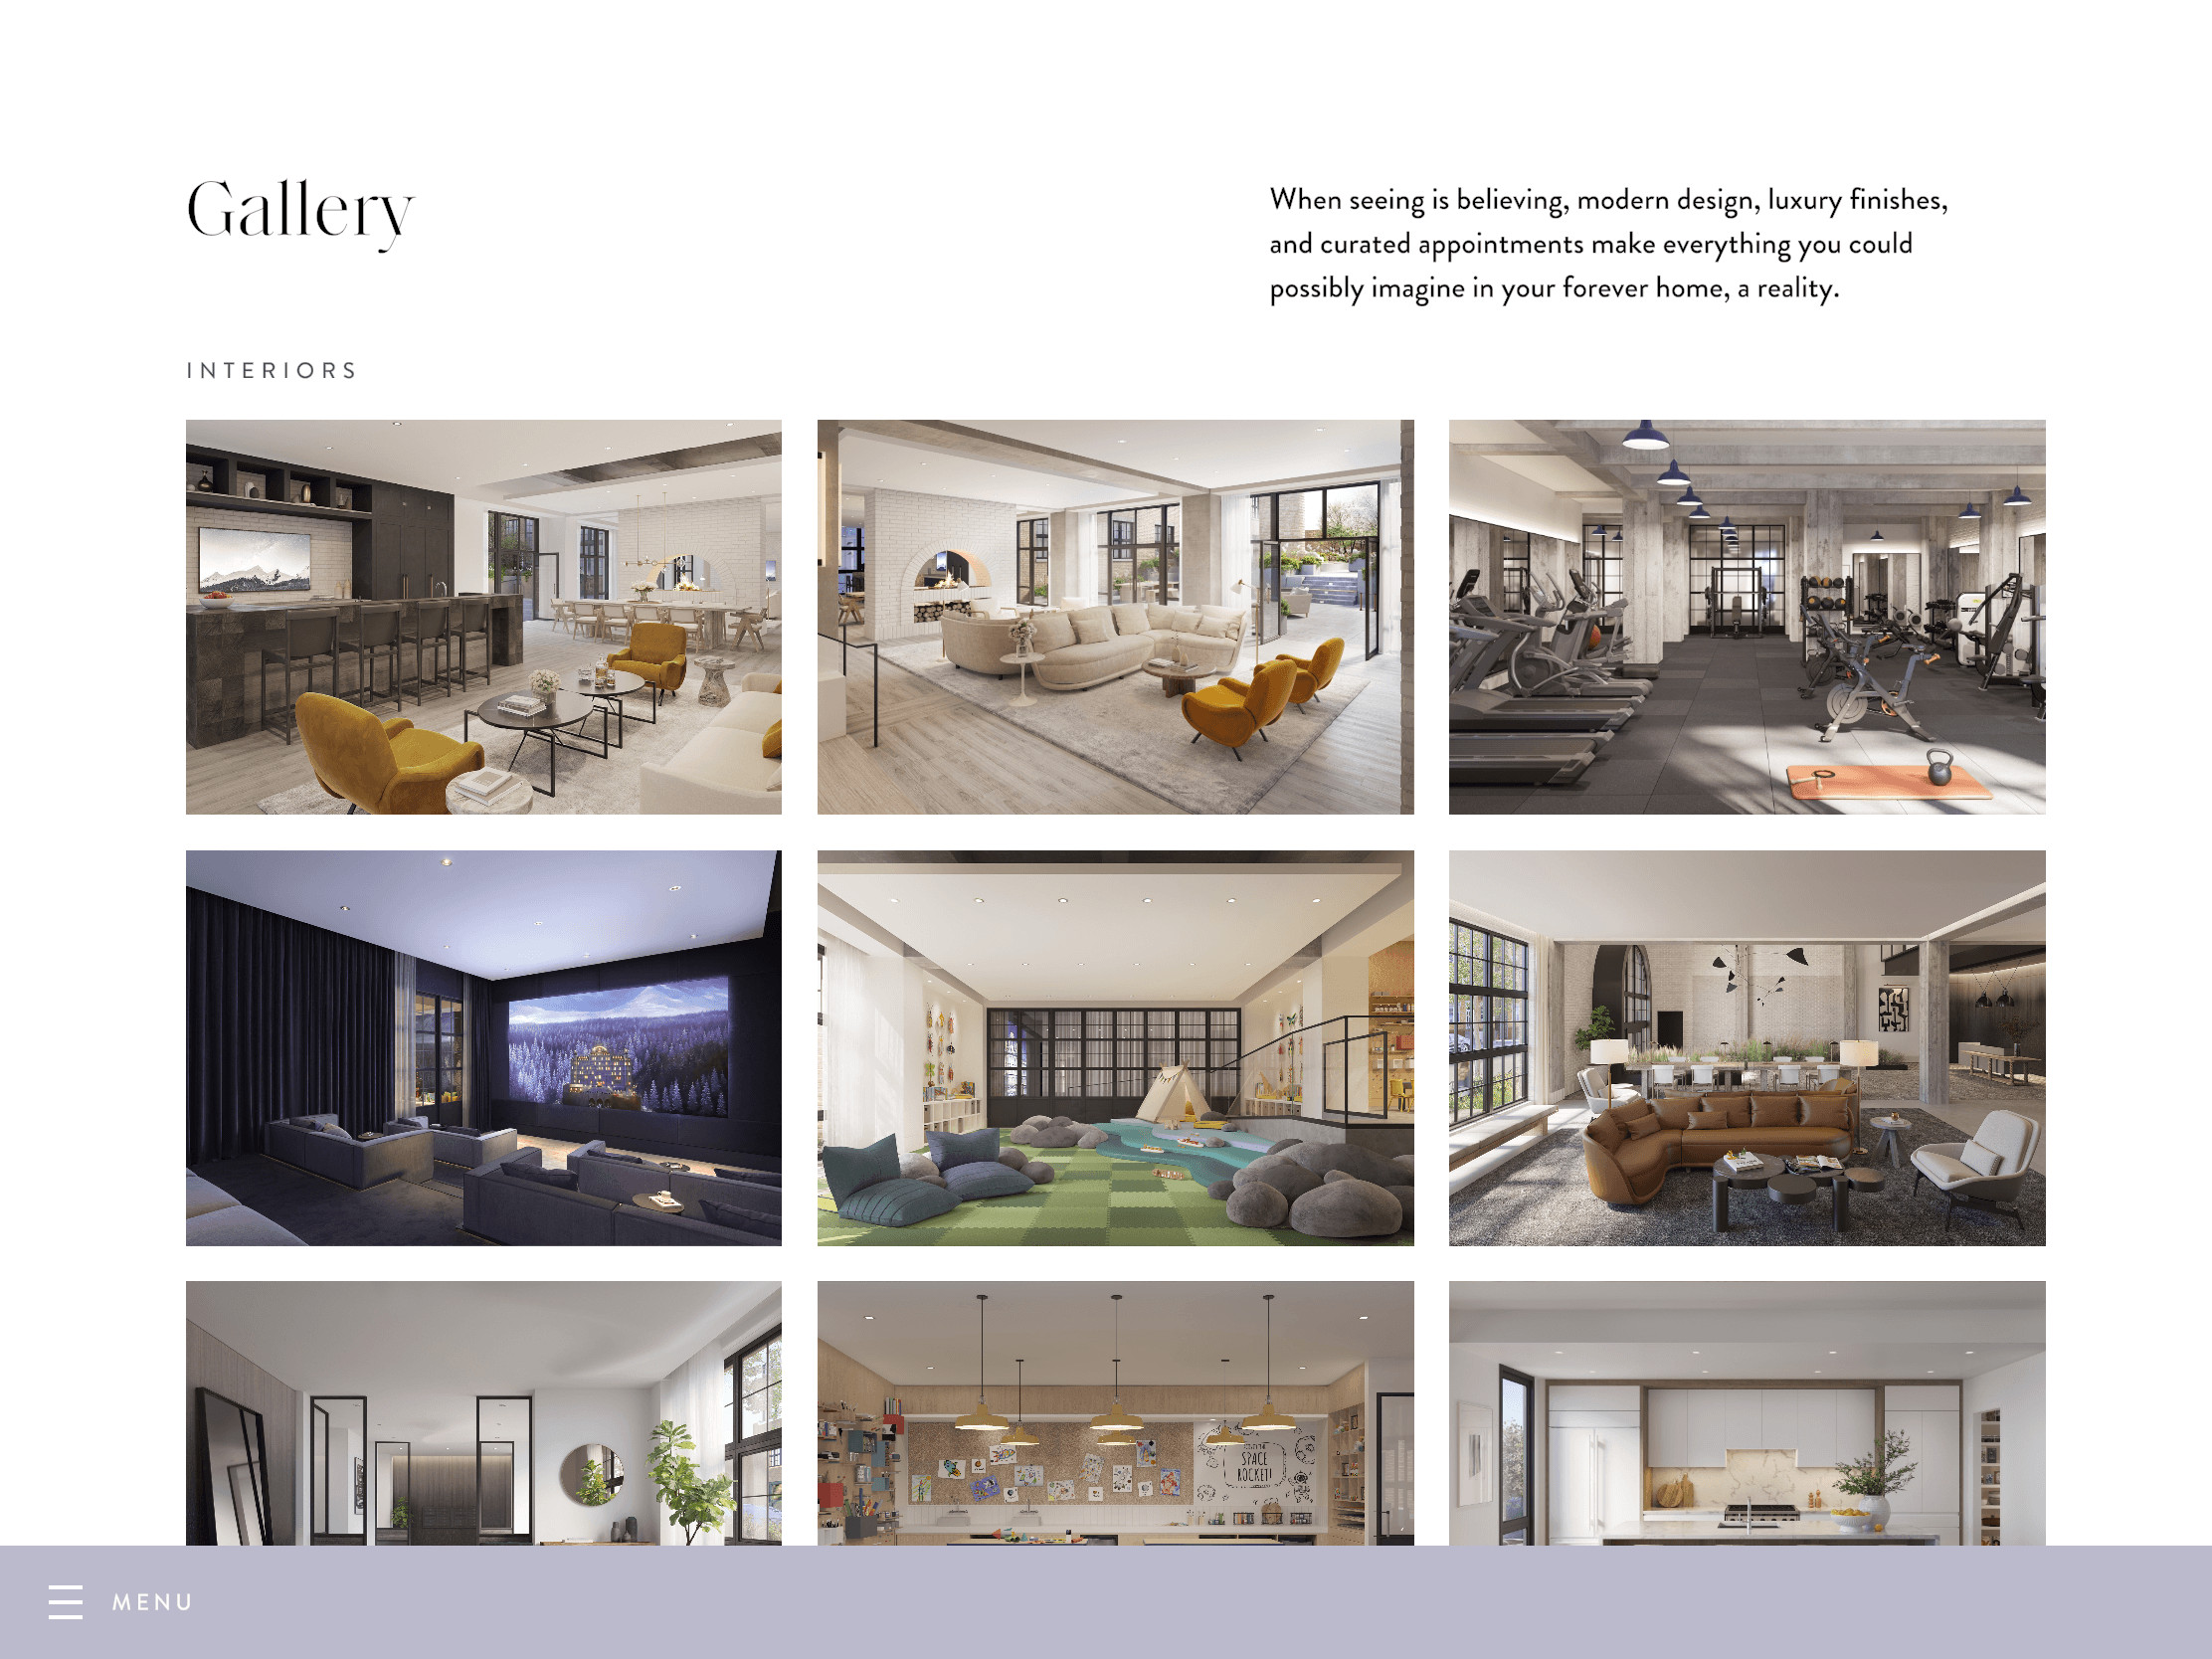 Gallery
When seeing is believing, modern design, luxury finishes,
and curated appointments make everything you could
possibly imagine in your forever home, a reality.
INTERIORS
SPACE
ROCKET!
MENU